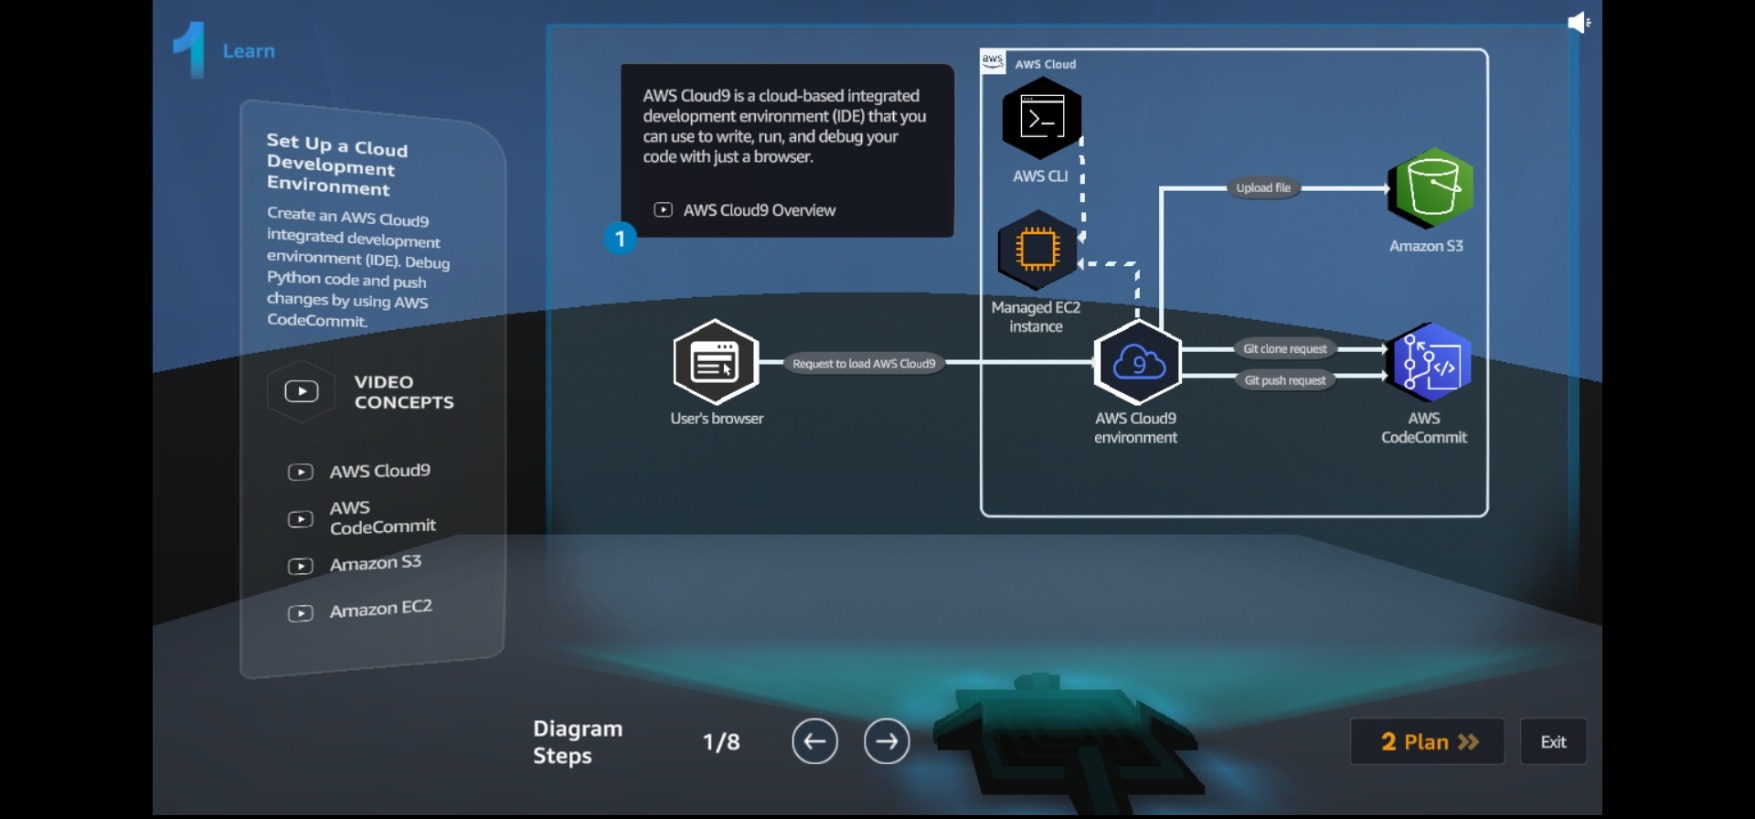 1 Learn
Set Up a Cloud
Development
Environment
Create an AWS Cloud9
integrated development
environment (IDE). Debug
Python code and push
changes by using AWS
CodeCommit.
VIDEO
CONCEPTS
AWS Cloud9
AWS
CodeCommit
Amazon S3
Amazon EC2
AWS Cloud9 is a cloud-based integrated
development environment (IDE) that you
can use to write, run, and debug your
code with just a browser.
AWS Cloud9 Overview
1
aws
AWS Cloud
AWS CLI
Upload file
Amazon S3
Managed EC2
instance
Request to load AWS Cloud9
9
Git clone request
Git push request
User's browser
AWS Cloud9
environment
AWS
CodeCommit
Diagram
Steps
1/8
2 Plan
Exit